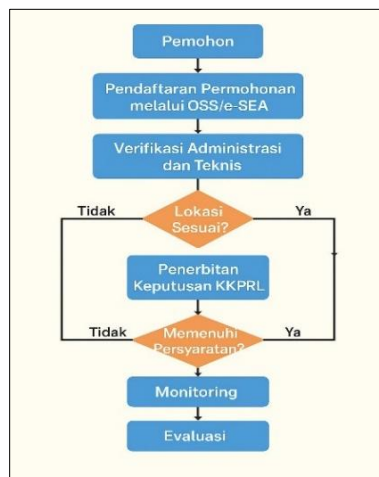 Pemohon
Pendaftaran Permohonan
melalui OSS/e-SEA
Verifikasi Administrasi
dan Teknis
Tidak
Lokasi
Sesuai?
Ya
Penerbitan
Keputusan KKPRL
Tidak
Memenuhi
Persyaratan?
Ya
Monitoring
Evaluasi